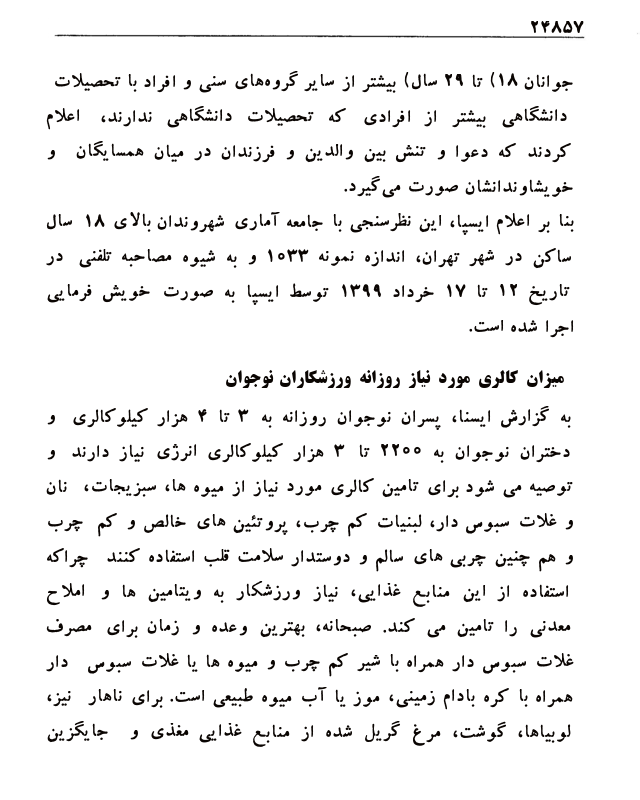 ۲۴۸۵۷
جوانان ۱۸) تا ۲۹ سال) بیشتر از سایر گروه‌های سنی و افراد با تحصیلات
دانشگاهی بیشتر از افرادی که تحصیلات دانشگاهی ندارند، اعلام
کردند که دعوا و تنش بین والدین و فرزندان در میان همسایگان و
خویشاوندانشان صورت می‌گیرد.
بنا بر اعلام ایسپا، این نظرسنجی با جامعه آماری شهروندان بالای ۱۸ سال
ساکن در شهر تهران، اندازه نمونه ۱۰۳۳ و به شیوه مصاحبه تلفنی در
تاریخ ۱۲ تا ۱۷ خرداد ۱۳۹۹ توسط ایسپا به صورت خویش فرمایی
اجرا شده است.
میزان کالری مورد نیاز روزانه ورزشکاران نوجوان
به گزارش ایسنا، پسران نوجوان روزانه به ۳ تا ۴ هزار کیلوکالری و
دختران نوجوان به ۲۲۰۰ تا ۳ هزار کیلوکالری انرژی نیاز دارند و
توصیه می شود برای تامین کالری مورد نیاز از میوه ها، سبزیجات، نان
و غلات سبوس دار، لبنیات کم چرب، پروتئین های خالص و کم چرب
و هم چنین چربی های سالم و دوستدار سلامت قلب استفاده کنند چراکه
استفاده از این منابع غذایی، نیاز ورزشکار به ویتامین ها و املاح
معدنی را تامین می کند. صبحانه، بهترین وعده و زمان برای مصرف
غلات سبوس دار همراه با شیر کم چرب و میوه ها یا غلات سبوس دار
همراه با کره بادام زمینی، موز یا آب میوه طبیعی است. برای ناهار نیز،
لوبیاها، گوشت، مرغ گریل شده از منابع غذایی مغذی و جایگزین